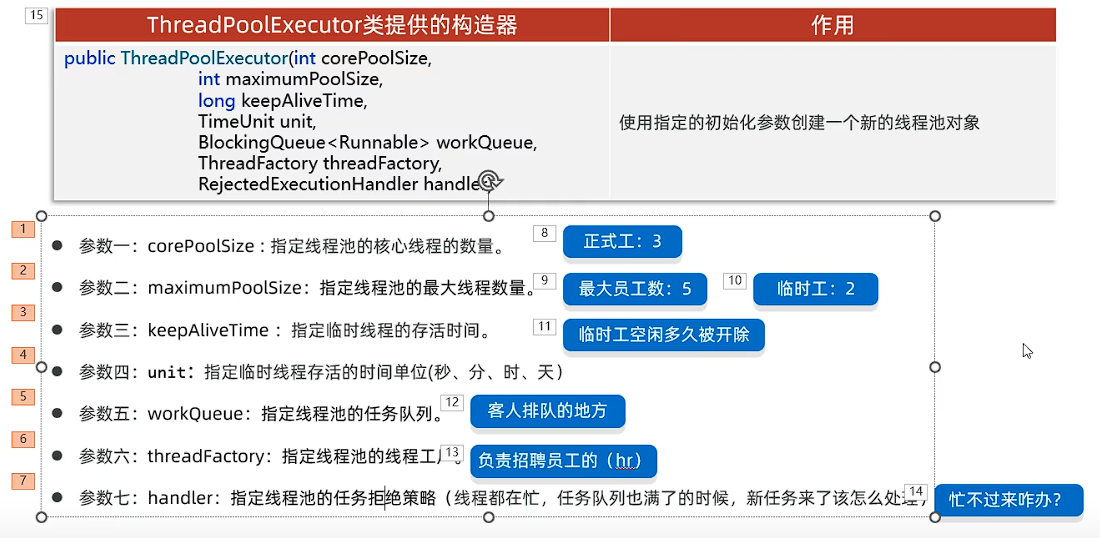 15
ThreadPoolExecutor类提供的构造器 作用
public ThreadPoolExecutor(int corePoolSize,
int maximumPoolSize,
long keepAliveTime,
TimeUnit unit,
使用指定的初始化参数创建一个新的线程池对象
BlockingQueue<Runnable> workQueue,
ThreadFactory threadFactory,
RejectedExecutionHandler handle
1 参数一：corePoolSize : 指定线程池的核心线程的数量。 8 正式工：3
2 参数二：maximumPoolSize：指定线程池的最大线程数量。 9 最大员工数：5 10 临时工：2
3 参数三：keepAliveTime ：指定临时线程的存活时间。 11 临时工空闲多久被开除
4 参数四：unit：指定临时线程存活的时间单位(秒、分、时、天）
5 参数五：workQueue：指定线程池的任务队列。 12 客人排队的地方
6 参数六：threadFactory：指定线程池的线程工 13 负责招聘员工的（hr）
7 参数七：handler：指定线程池的任务拒绝策略（线程都在忙，任务队列也满了的时候，新任务来了该怎么处理） 14 忙不过来咋办？